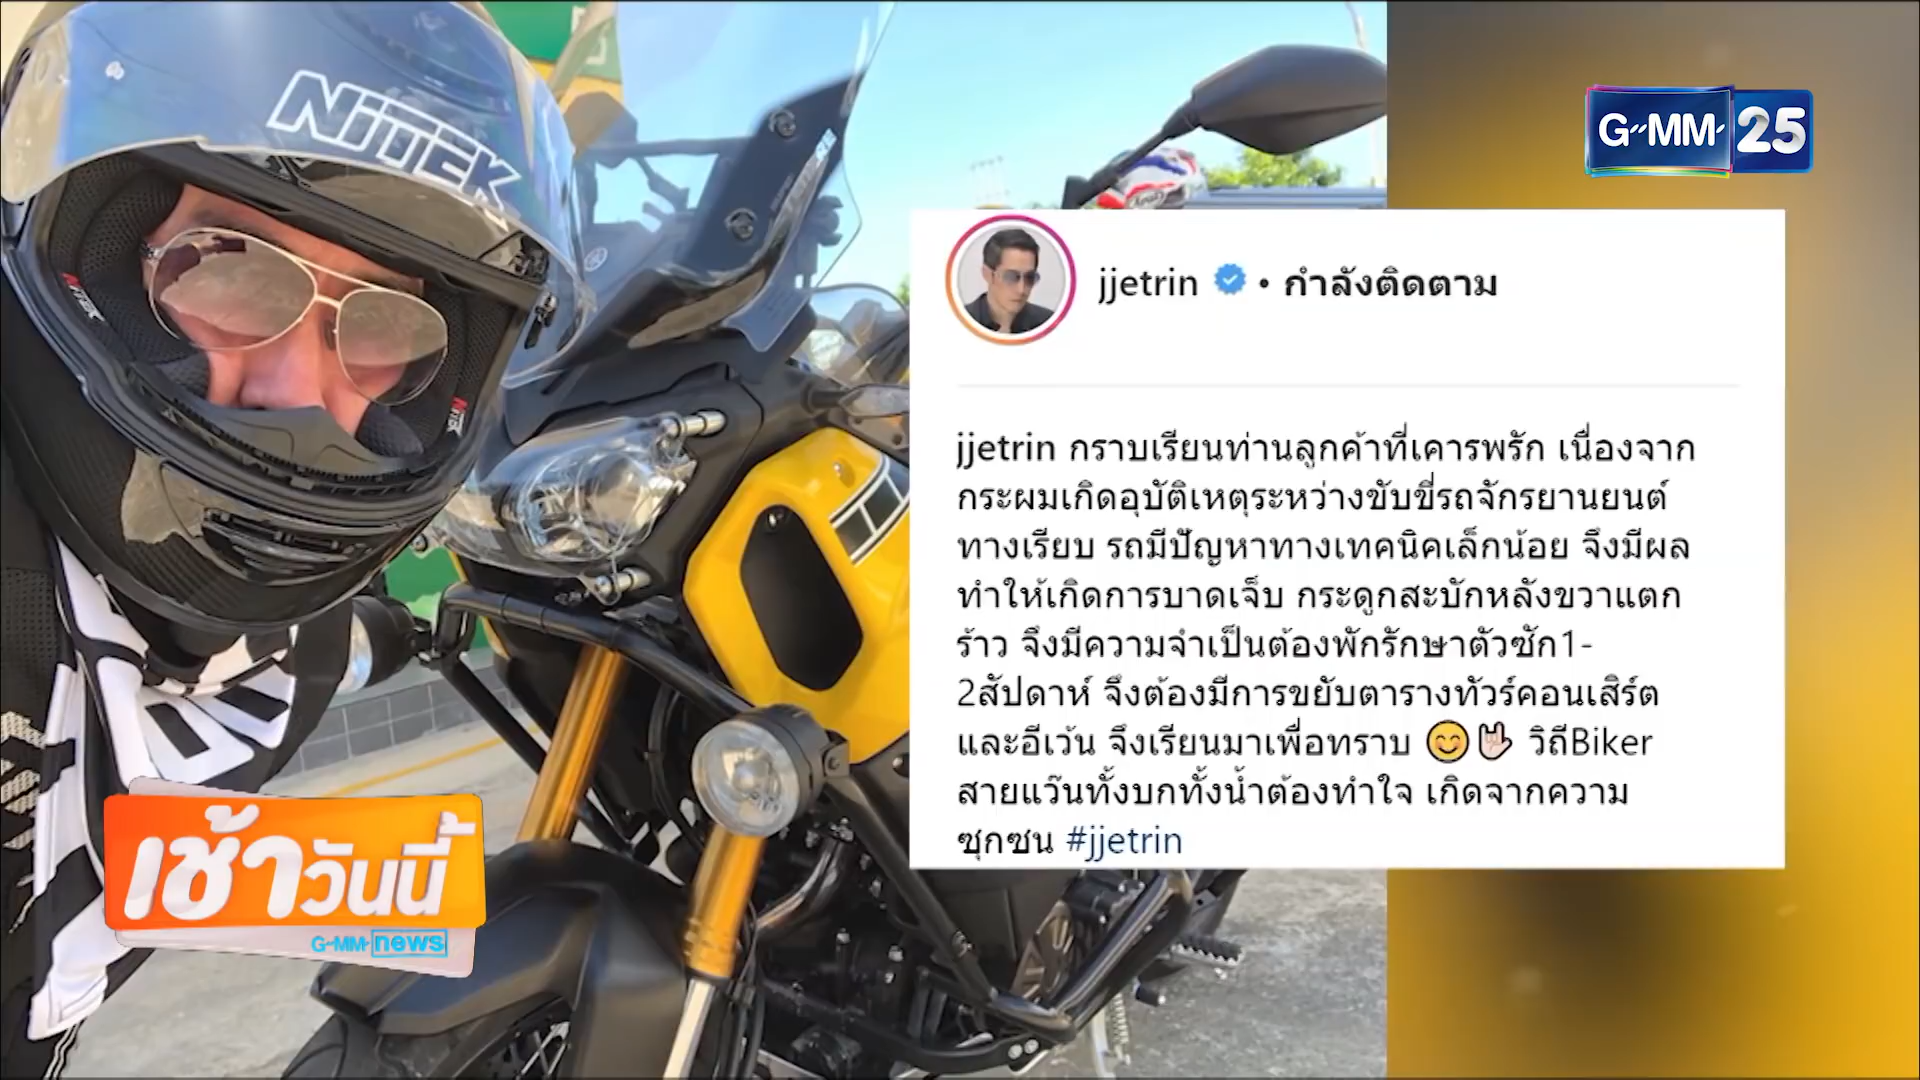 NiTEK
NiTEK
NiTEK
G-MM 25
jjetrin • กำลังติดตาม
jjetrin กราบเรียนท่านลูกค้าที่เคารพรัก เนื่องจาก
กระผมเกิดอุบัติเหตุระหว่างขับขี่รถจักรยานยนต์
ทางเรียบ รถมีปัญหาทางเทคนิคเล็กน้อย จึงมีผล
ทำให้เกิดการบาดเจ็บ กระดูกสะบักหลังขวาแตก
ร้าว จึงมีความจำเป็นต้องพักรักษาตัวซัก1-
2สัปดาห์ จึงต้องมีการขยับตารางทัวร์คอนเสิร์ต
และอีเว้น จึงเรียนมาเพื่อทราบ 😊🤟🏻 วิถีBiker
สายแว๊นทั้งบกทั้งน้ำต้องทำใจ เกิดจากความ
ซุกซน #jjetrin
เช้าวันนี้
G-MM news